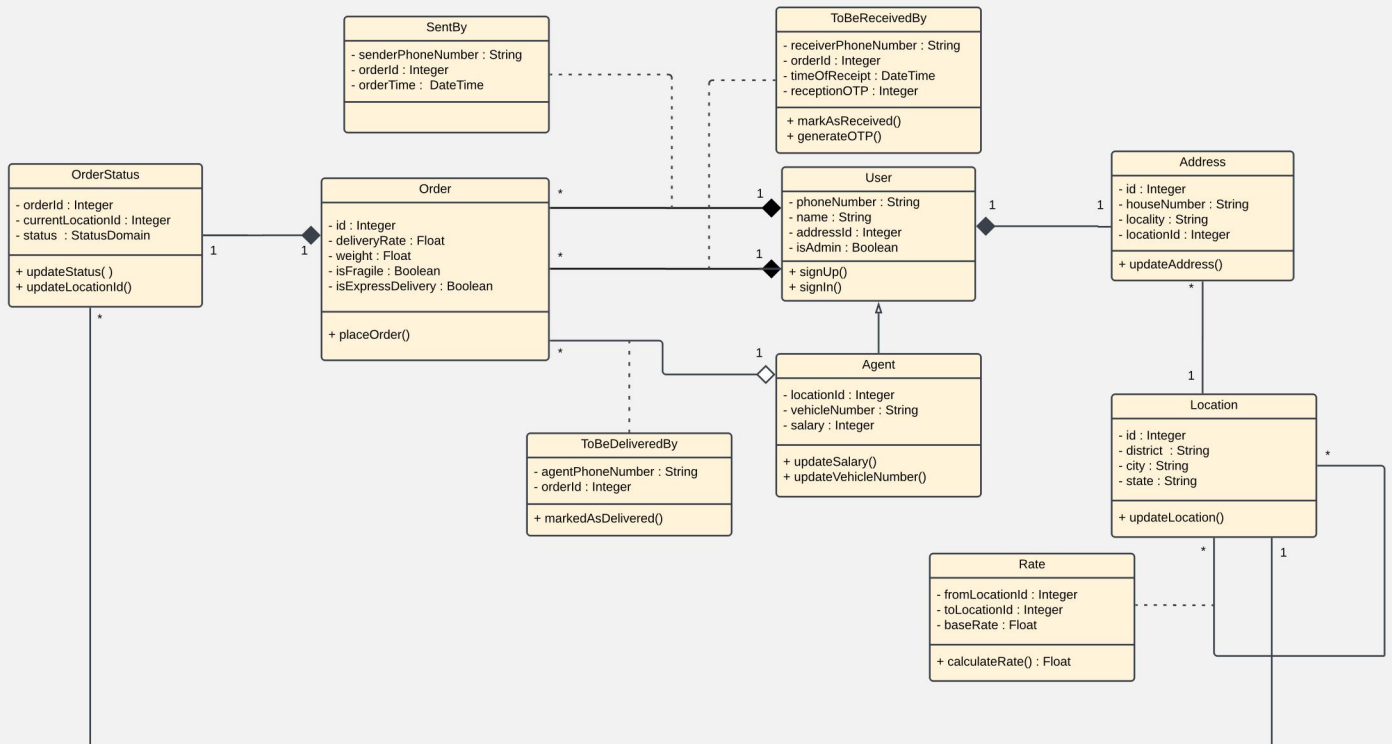 SentBy
- senderPhoneNumber : String
- orderId : Integer
- orderTime : DateTime
ToBeReceivedBy
- receiverPhoneNumber : String
- orderId : Integer
- timeOfReceipt : DateTime
- receptionOTP : Integer
+ markAsReceived()
+ generateOTP()
OrderStatus
- orderId : Integer
- currentLocationId : Integer
- status : StatusDomain
+ updateStatus( )
+ updateLocationId()
1
1
*
Order
- id : Integer
- deliveryRate : Float
- weight : Float
- isFragile : Boolean
- isExpressDelivery : Boolean
+ placeOrder()
*
1
*
1
*
1
User
- phoneNumber : String
- name : String
- addressId : Integer
- isAdmin : Boolean
+ signUp()
+ signIn()
1
1
Address
- id : Integer
- houseNumber : String
- locality : String
- locationId : Integer
+ updateAddress()
*
1
Agent
- locationId : Integer
- vehicleNumber : String
- salary : Integer
+ updateSalary()
+ updateVehicleNumber()
ToBeDeliveredBy
- agentPhoneNumber : String
- orderId : Integer
+ markedAsDelivered()
Location
- id : Integer
- district : String
- city : String
- state : String
+ updateLocation()
*
*
1
Rate
- fromLocationId : Integer
- toLocationId : Integer
- baseRate : Float
+ calculateRate() : Float